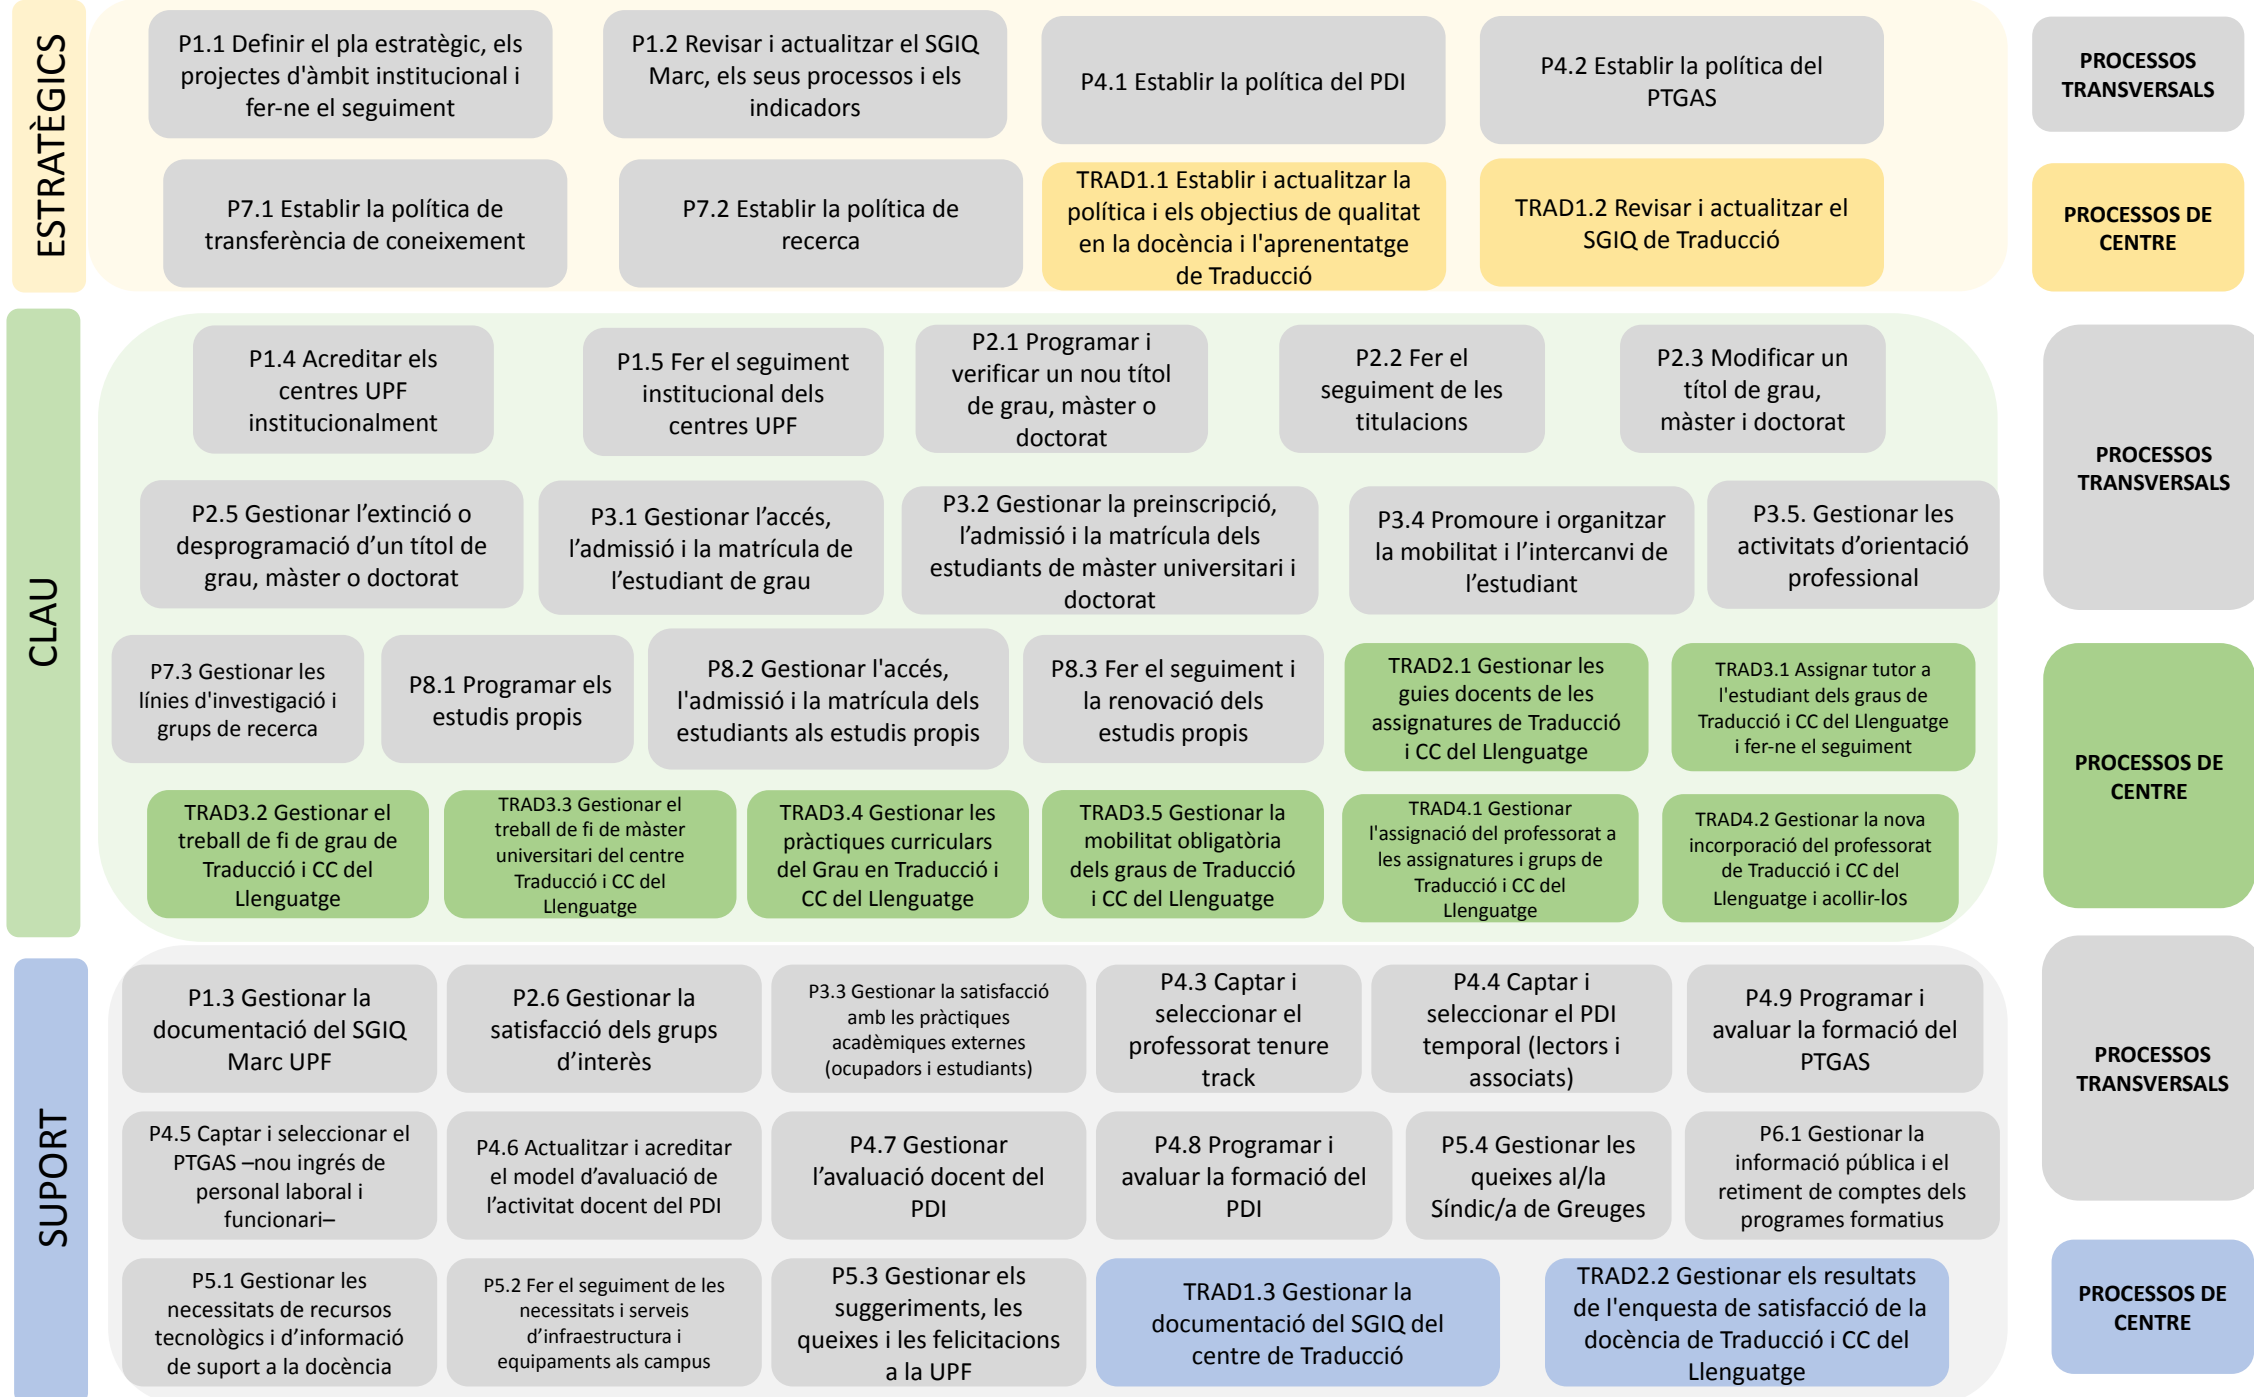 ESTRATÈGICS
P1.1 Definir el pla estratègic, els
projectes d'àmbit institucional i
fer-ne el seguiment
P1.2 Revisar i actualitzar el SGIQ
Marc, els seus processos i els
indicadors
P4.1 Establir la política del PDI
P4.2 Establir la política del
PTGAS
PROCESSOS
TRANSVERSALS
P7.1 Establir la política de
transferència de coneixement
P7.2 Establir la política de
recerca
TRAD1.1 Establir i actualitzar la
política i els objectius de qualitat
en la docència i l'aprenentatge
de Traducció
TRAD1.2 Revisar i actualitzar el
SGIQ de Traducció
PROCESSOS DE
CENTRE
CLAU
P1.4 Acreditar els
centres UPF
institucionalment
P1.5 Fer el seguiment
institucional dels
centres UPF
P2.1 Programar i
verificar un nou títol
de grau, màster o
doctorat
P2.2 Fer el
seguiment de les
titulacions
P2.3 Modificar un
títol de grau,
màster i doctorat
PROCESSOS
TRANSVERSALS
P2.5 Gestionar l’extinció o
desprogramació d’un títol de
grau, màster o doctorat
P3.1 Gestionar l’accés,
l’admissió i la matrícula de
l’estudiant de grau
P3.2 Gestionar la preinscripció,
l’admissió i la matrícula dels
estudiants de màster universitari i
doctorat
P3.4 Promoure i organitzar
la mobilitat i l’intercanvi de
l’estudiant
P3.5. Gestionar les
activitats d’orientació
professional
P7.3 Gestionar les
línies d'investigació i
grups de recerca
P8.1 Programar els
estudis propis
P8.2 Gestionar l'accés,
l'admissió i la matrícula dels
estudiants als estudis propis
P8.3 Fer el seguiment i
la renovació dels
estudis propis
TRAD2.1 Gestionar les
guies docents de les
assignatures de Traducció
i CC del Llenguatge
TRAD3.1 Assignar tutor a
l'estudiant dels graus de
Traducció i CC del Llenguatge
i fer-ne el seguiment
PROCESSOS DE
CENTRE
TRAD3.2 Gestionar el
treball de fi de grau de
Traducció i CC del
Llenguatge
TRAD3.3 Gestionar el
treball de fi de màster
universitari del centre
Traducció i CC del
Llenguatge
TRAD3.4 Gestionar les
pràctiques curriculars
del Grau en Traducció i
CC del Llenguatge
TRAD3.5 Gestionar la
mobilitat obligatòria
dels graus de Traducció
i CC del Llenguatge
TRAD4.1 Gestionar
l'assignació del professorat a
les assignatures i grups de
Traducció i CC del
Llenguatge
TRAD4.2 Gestionar la nova
incorporació del professorat
de Traducció i CC del
Llenguatge i acollir-los
SUPORT
P1.3 Gestionar la
documentació del SGIQ
Marc UPF
P2.6 Gestionar la
satisfacció dels grups
d’interès
P3.3 Gestionar la satisfacció
amb les pràctiques
acadèmiques externes
(ocupadors i estudiants)
P4.3 Captar i
seleccionar el
professorat tenure
track
P4.4 Captar i
seleccionar el PDI
temporal (lectors i
associats)
P4.9 Programar i
avaluar la formació del
PTGAS
PROCESSOS
TRANSVERSALS
P4.5 Captar i seleccionar el
PTGAS –nou ingrés de
personal laboral i
funcionari–
P4.6 Actualitzar i acreditar
el model d’avaluació de
l’activitat docent del PDI
P4.7 Gestionar
l’avaluació docent del
PDI
P4.8 Programar i
avaluar la formació del
PDI
P5.4 Gestionar les
queixes al/la
Síndic/a de Greuges
P6.1 Gestionar la
informació pública i el
retiment de comptes dels
programes formatius
P5.1 Gestionar les
necessitats de recursos
tecnològics i d’informació
de suport a la docència
P5.2 Fer el seguiment de les
necessitats i serveis
d’infraestructura i
equipaments als campus
P5.3 Gestionar els
suggeriments, les
queixes i les felicitacions
a la UPF
TRAD1.3 Gestionar la
documentació del SGIQ del
centre de Traducció
TRAD2.2 Gestionar els resultats
de l'enquesta de satisfacció de la
docència de Traducció i CC del
Llenguatge
PROCESSOS DE
CENTRE